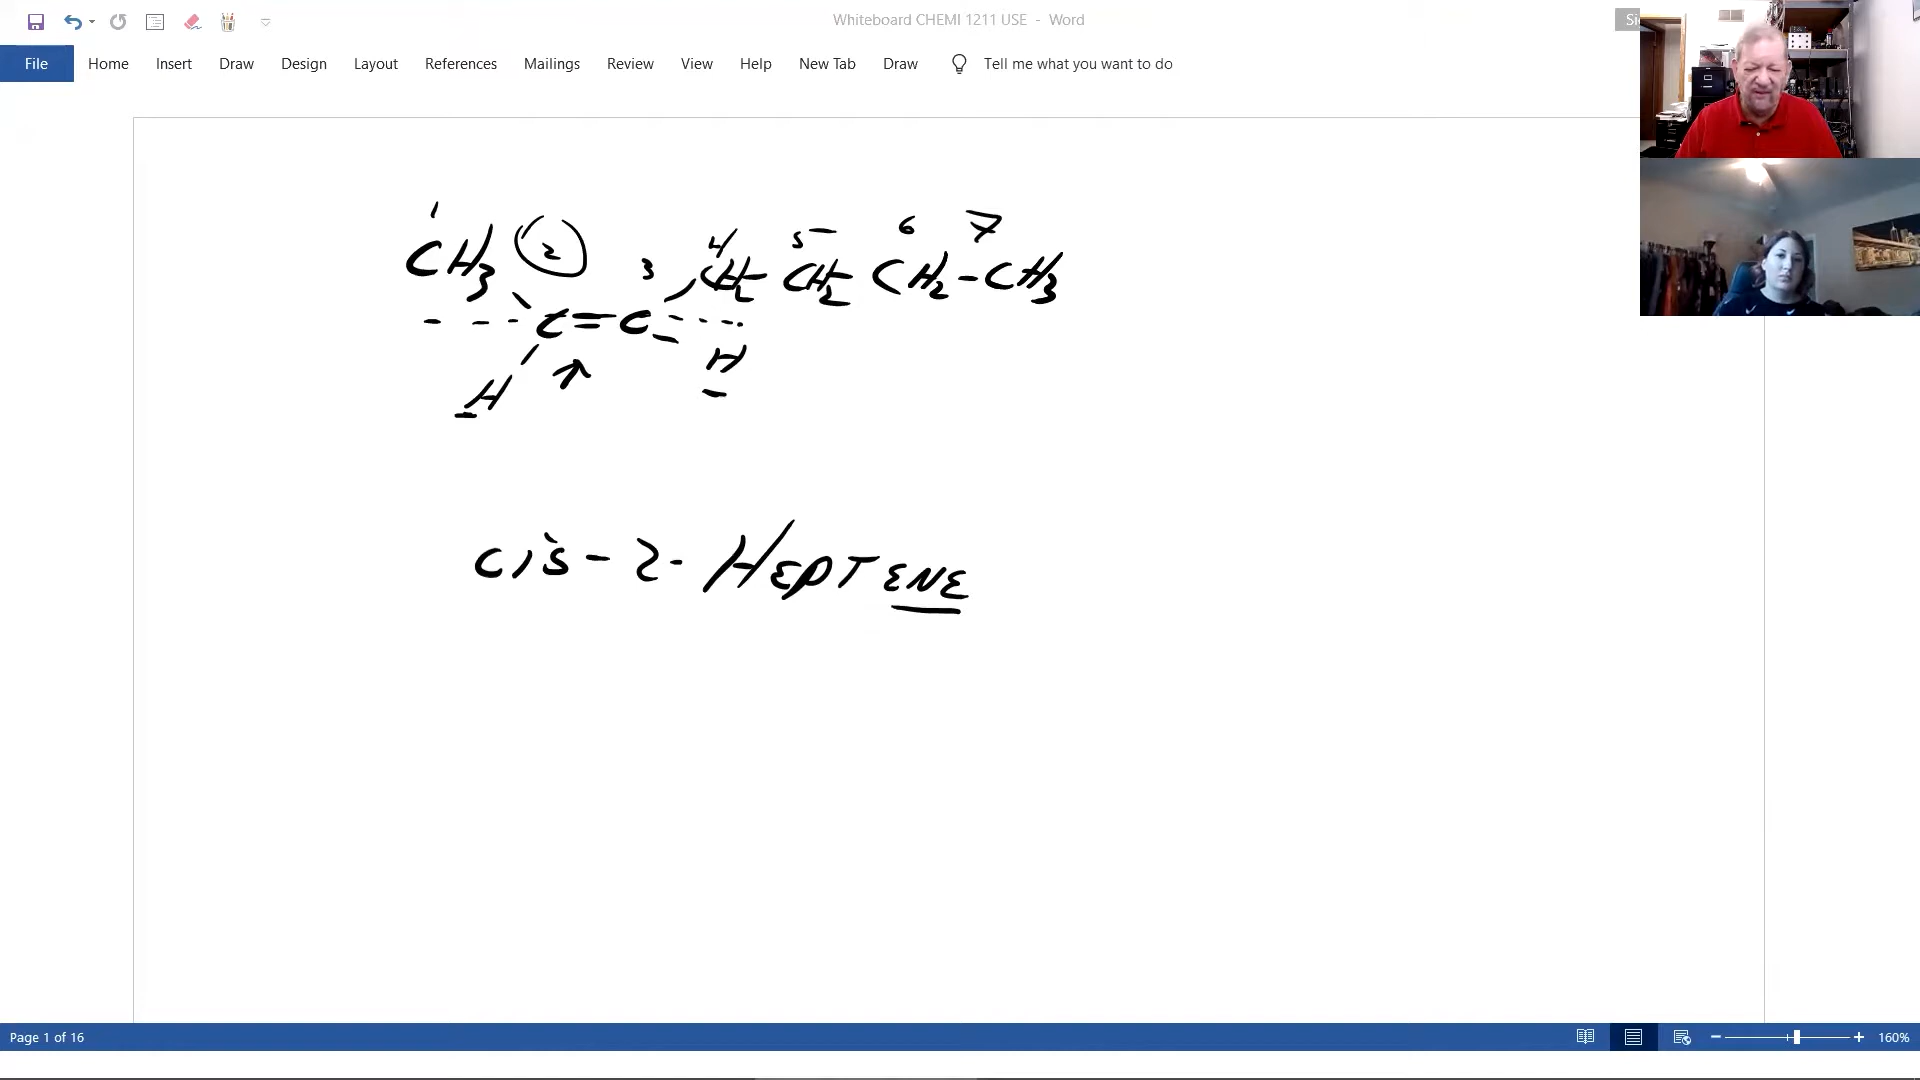 Whiteboard CHEMI 1211 USE - Word
Si
File Home Insert Draw Design Layout References Mailings Review View Help New Tab Draw Tell me what you want to do
1 2 3 4 5 6 7
CH3 CH2- CH2- CH2-CH3
C=C
H H
cis-2-HEPTENE
Page 1 of 16
160%